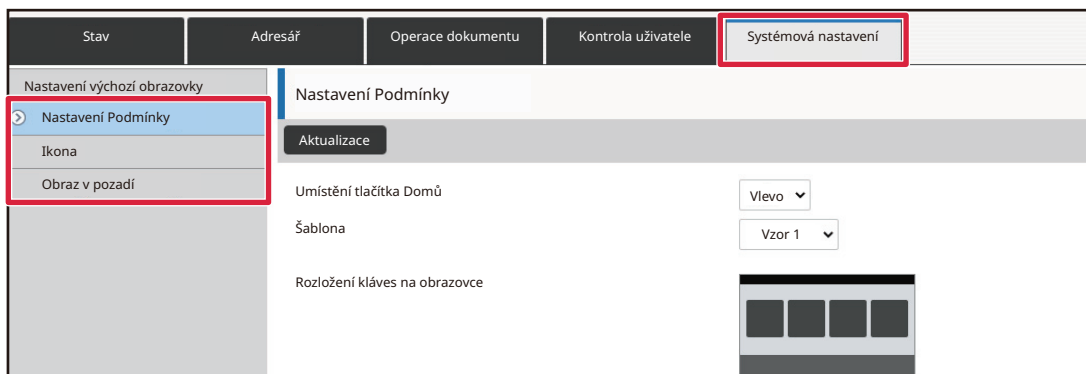 Stav
Adresář
Operace dokumentu
Kontrola uživatele
Systémová nastavení
Nastavení výchozí obrazovky
Nastavení Podmínky
Ikona
Obraz v pozadí
Nastavení Podmínky
Aktualizace
Umístění tlačítka Domů
Vlevo
Šablona
Vzor 1
Rozložení kláves na obrazovce